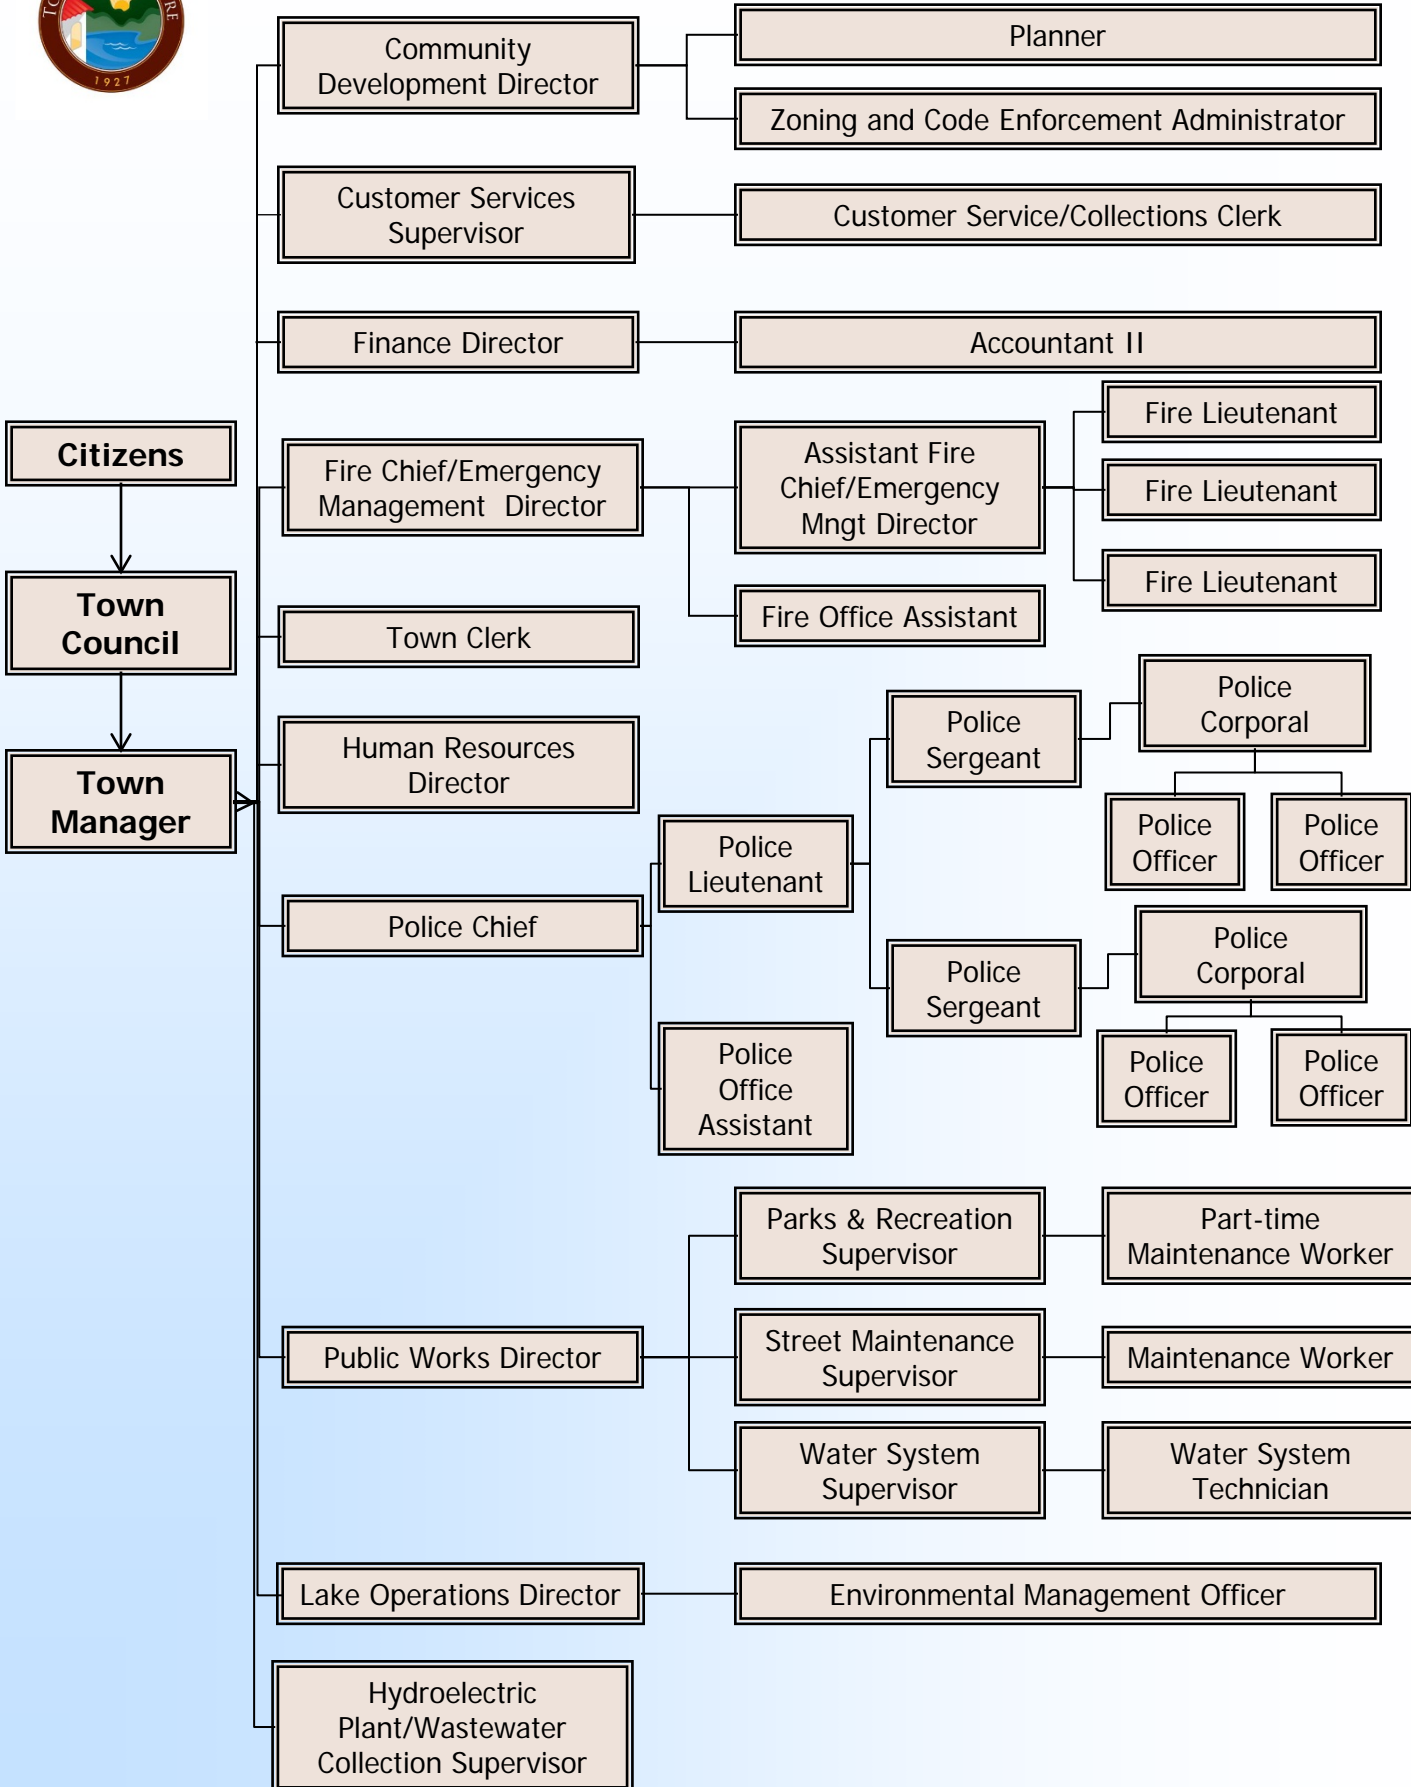 TO
RE
1927
Community
Development Director
Planner
Zoning and Code Enforcement Administrator
Customer Services
Supervisor
Customer Service/Collections Clerk
Finance Director
Accountant II
Citizens
Town
Council
Town
Manager
Fire Chief/Emergency
Management Director
Assistant Fire
Chief/Emergency
Mngt Director
Fire Lieutenant
Fire Lieutenant
Fire Lieutenant
Fire Office Assistant
Town Clerk
Human Resources
Director
Police Chief
Police
Lieutenant
Police
Office
Assistant
Police
Sergeant
Police
Corporal
Police
Officer
Police
Officer
Police
Sergeant
Police
Corporal
Police
Officer
Police
Officer
Public Works Director
Parks & Recreation
Supervisor
Part-time
Maintenance Worker
Street Maintenance
Supervisor
Maintenance Worker
Water System
Supervisor
Water System
Technician
Lake Operations Director
Environmental Management Officer
Hydroelectric
Plant/Wastewater
Collection Supervisor